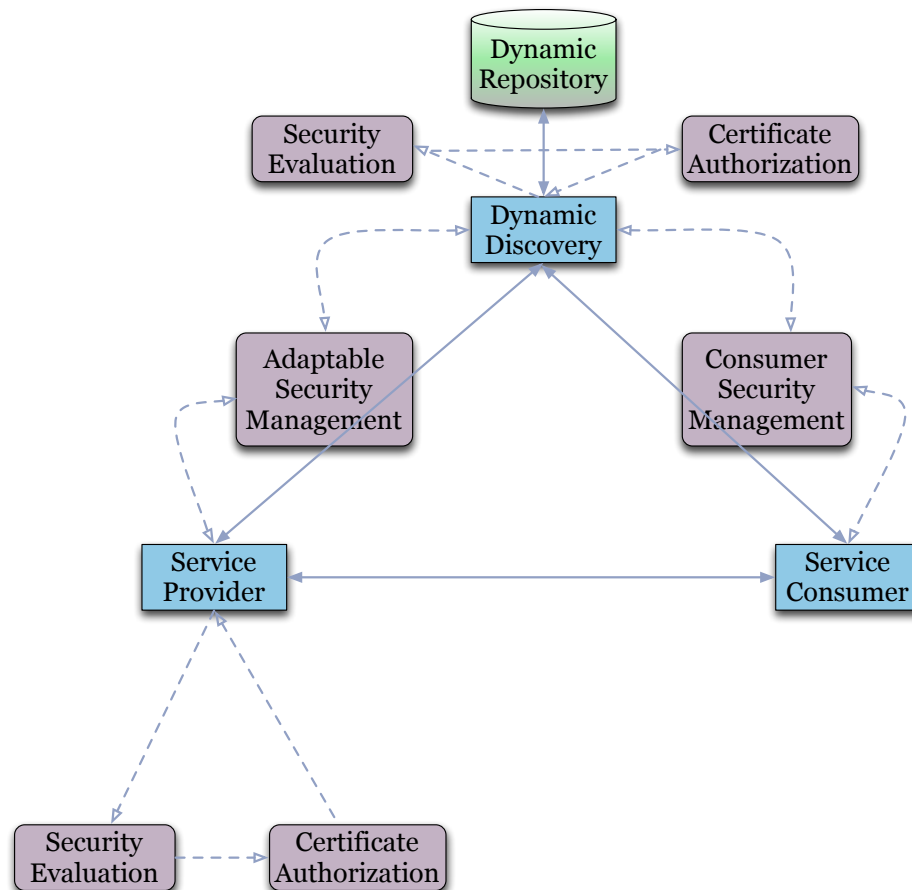 Dynamic
Repository
Security
Evaluation
Certificate
Authorization
Dynamic
Discovery
Adaptable
Security
Management
Consumer
Security
Management
Service
Provider
Service
Consumer
Security
Evaluation
Certificate
Authorization